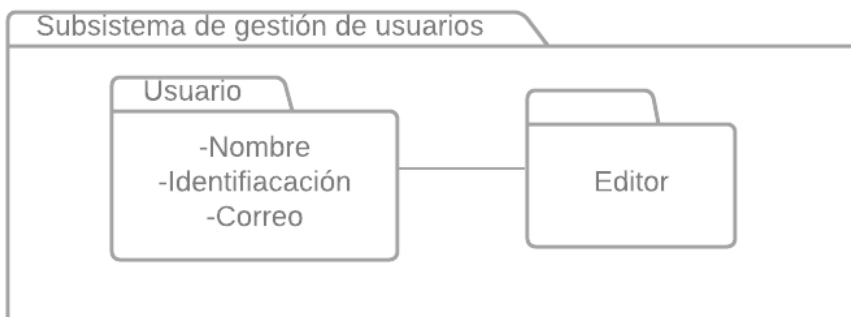 Subsistema de gestión de usuarios
Usuario
-Nombre
-Identifiacación
-Correo
Editor